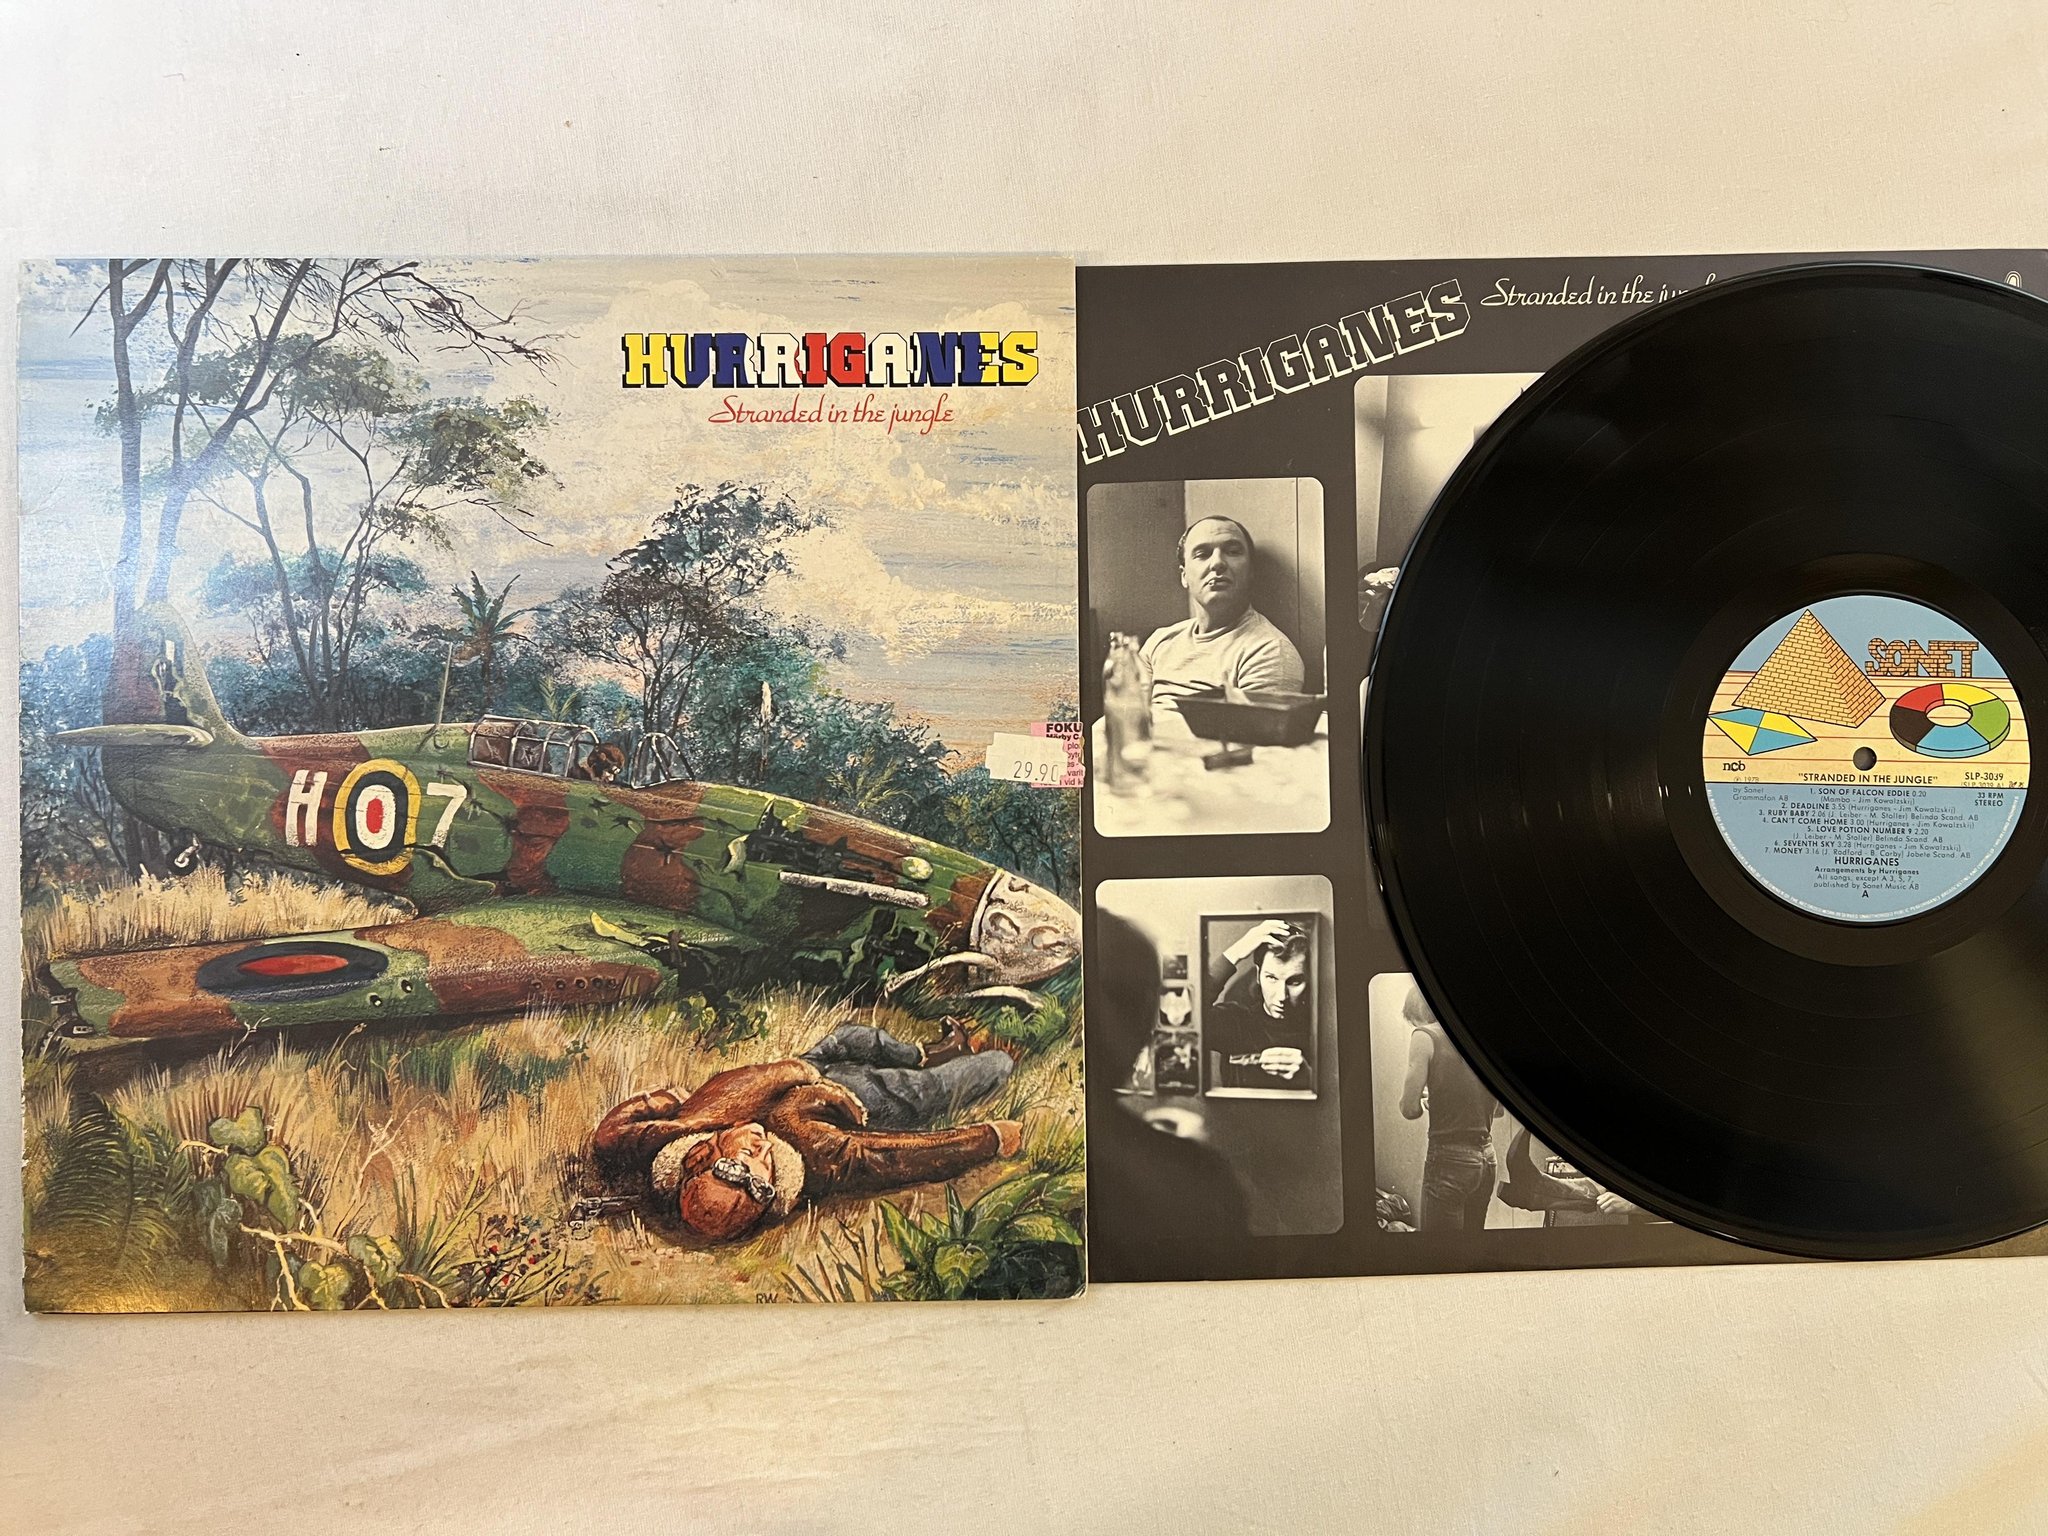 HURRIGANES
Stranded in the jungle
FOKU
Mörby C
29.90
H 7
RW
HURRIGANES
Stranded in the
SONET
ncb
℗ 1978
"STRANDED IN THE JUNGLE"
SLP-3039
by Sonet
Grammofon AB
33 RPM
STEREO
1. SON OF FALCON EDDIE 0.20
(Mambo - Jim Kowalzskij)
2. DEADLINE 3.55 (Hurriganes - Jim Kowalzskij)
3. RUBY BABY 2.06 (J. Leiber - M. Stoller) Belinda Scand. AB
4. CAN'T COME HOME 3.00 (Hurriganes - Jim Kowalzskij)
5. LOVE POTION NUMBER 9 2.20
(J. Leiber - M. Stoller) Belinda Scand. AB
6. SEVENTH SKY 3.28 (Hurriganes - Jim Kowalzskij)
7. MONEY 3.16 (J. Radford - B. Corby) Jobete Scand. AB
HURRIGANES
Arrangements by Hurriganes
All songs, except A 3, 5, 7,
published by Sonet Music AB
A